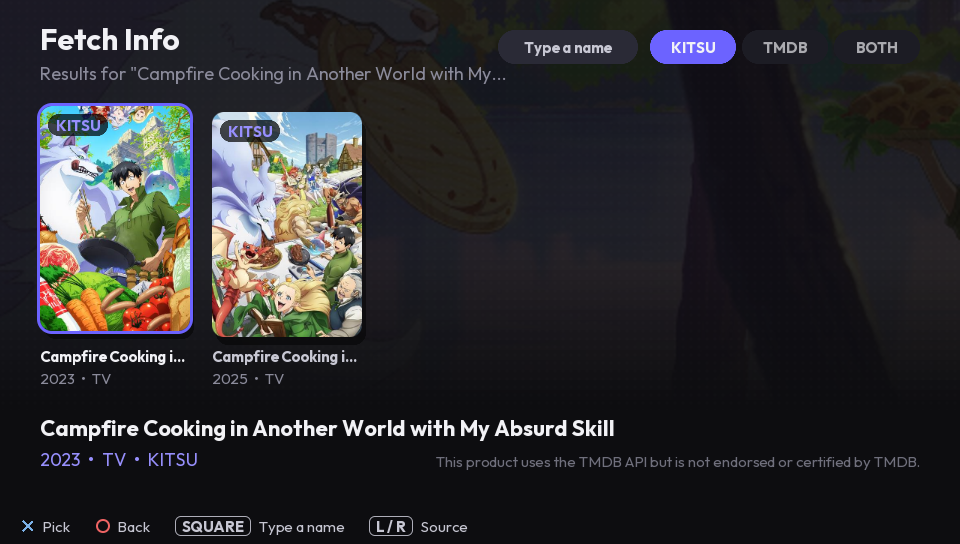 Fetch Info
Type a name
KITSU
TMDB
BOTH
Results for "Campfire Cooking in Another World with My...
KITSU
KITSU
Campfire Cooking i...
Campfire Cooking i...
2023 • TV
2025 • TV
Campfire Cooking in Another World with My Absurd Skill
2023 • TV • KITSU
This product uses the TMDB API but is not endorsed or certified by TMDB.
Pick
Back
SQUARE Type a name
L / R Source